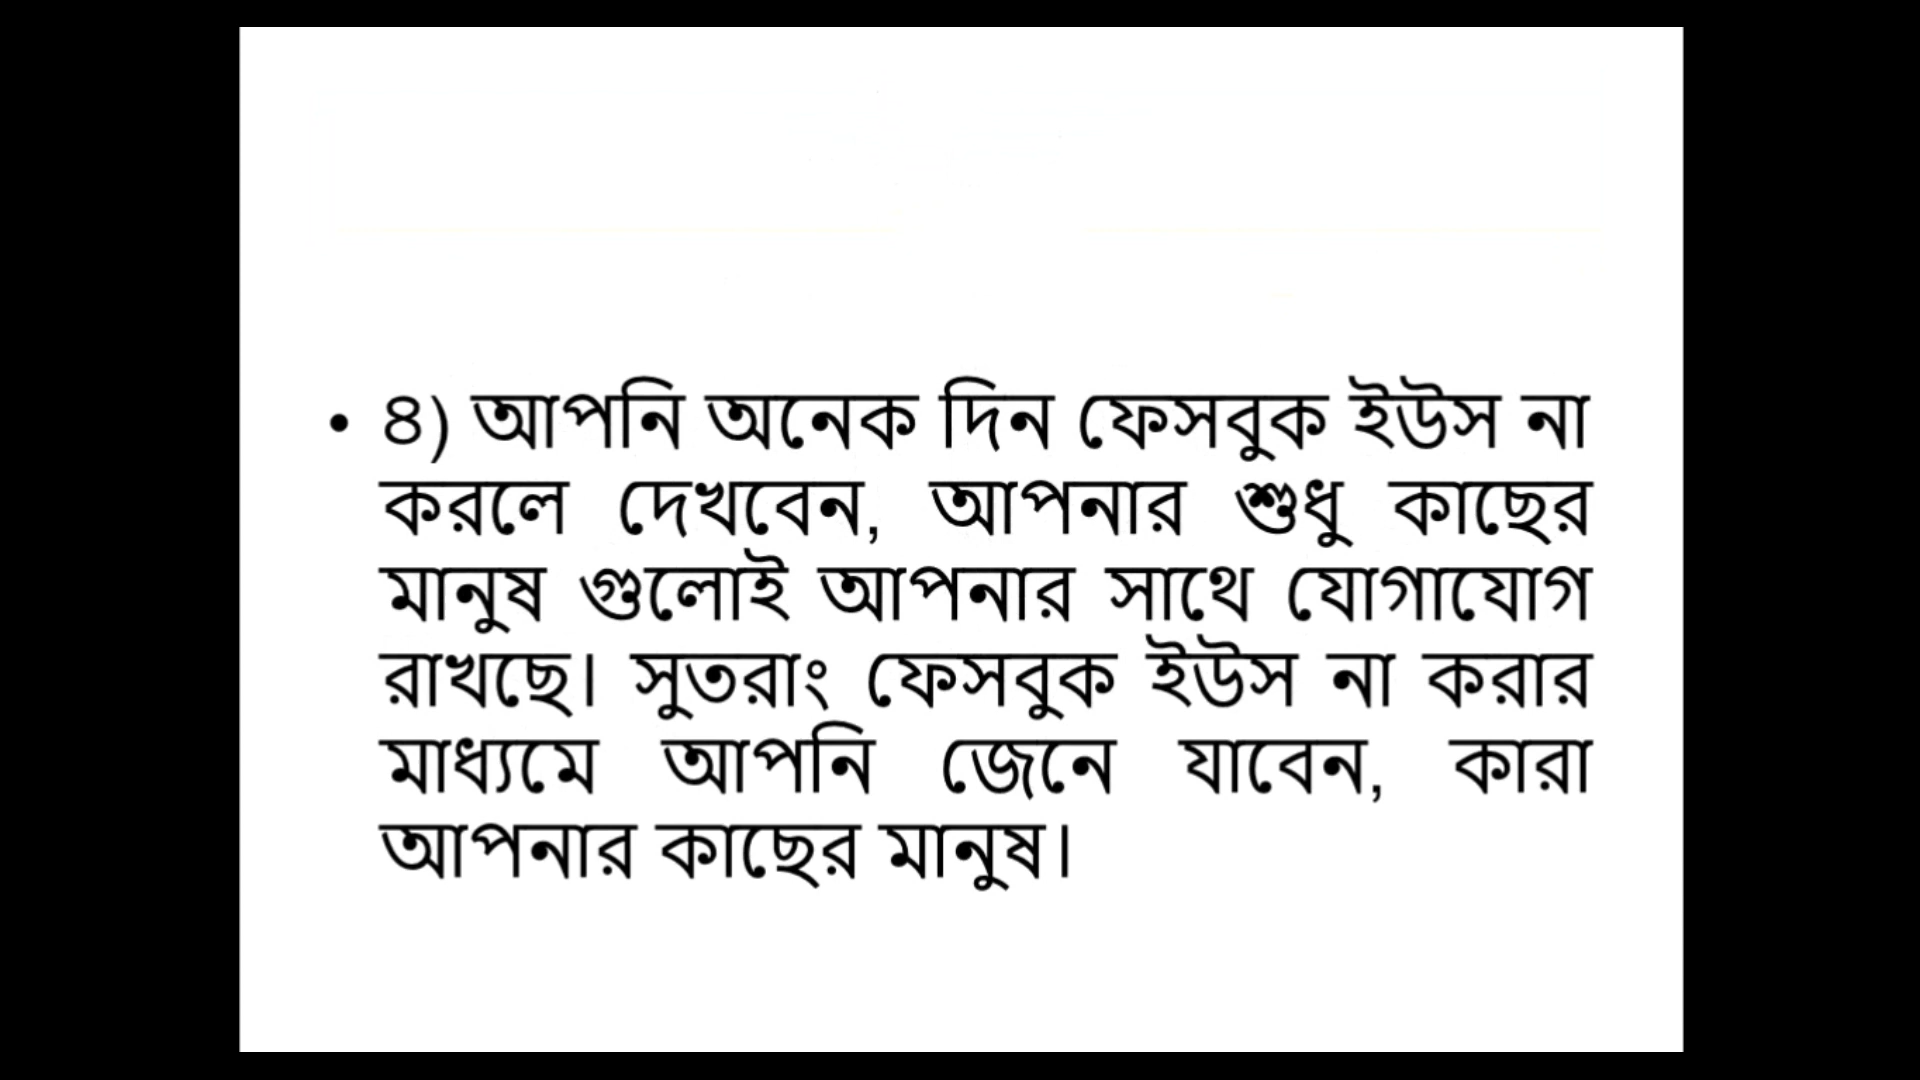 • ৪) আপনি অনেক দিন ফেসবুক ইউস না
করলে দেখবেন, আপনার শুধু কাছের
মানুষ গুলোই আপনার সাথে যোগাযোগ
রাখছে। সুতরাং ফেসবুক ইউস না করার
মাধ্যমে আপনি জেনে যাবেন, কারা
আপনার কাছের মানুষ।